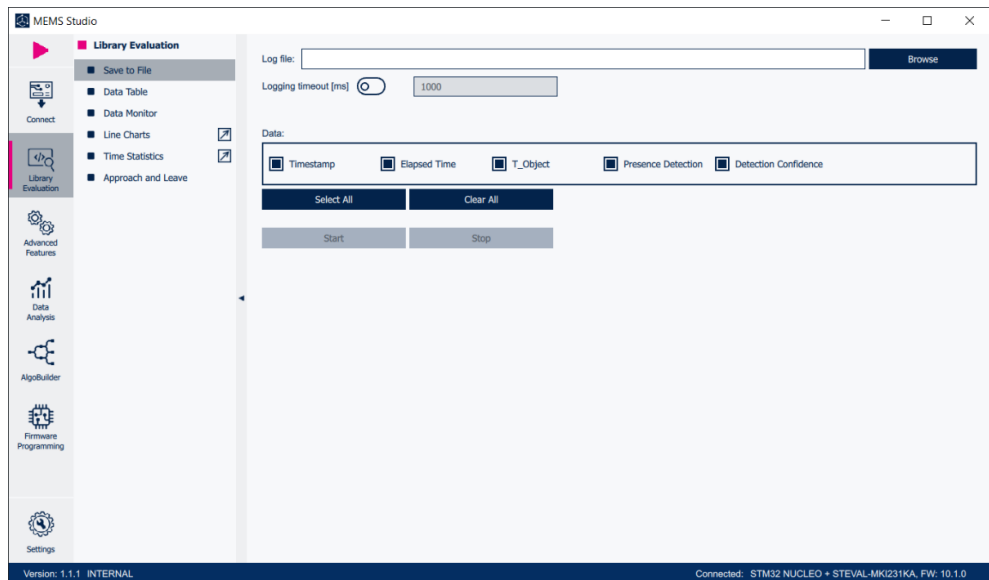 MEMS Studio
Connect
Library
Evaluation
Advanced
Features
Data
Analysis
AlgoBuilder
Firmware
Programming
Settings
Library Evaluation
Save to File
Data Table
Data Monitor
Line Charts
Time Statistics
Approach and Leave
Log file:
Browse
Logging timeout [ms]
1000
Data:
Timestamp Elapsed Time T_Object Presence Detection Detection Confidence
Select All Clear All
Start Stop
Version: 1.1.1 INTERNAL
Connected: STM32 NUCLEO + STEVAL-MKI231KA, FW: 10.1.0